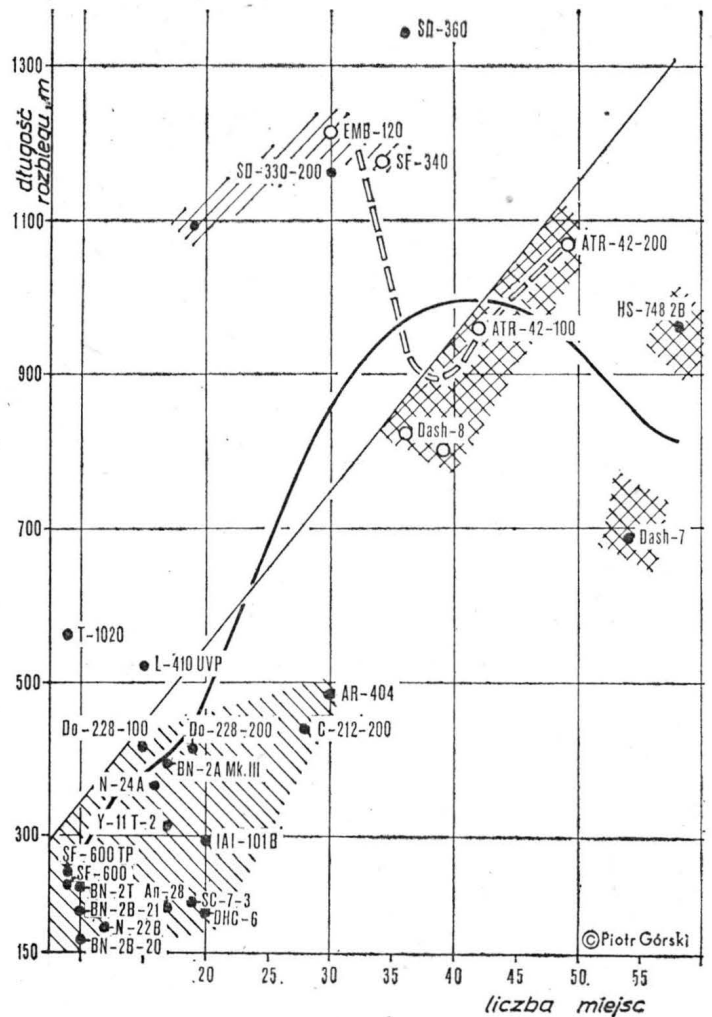 SD-360
1300
długość
rozbiegu, m
EMB-120
SF-340
SD-330-200
1100
ATR-42-200
HS-748 2B
ATR-42-100
900
Dash-8
700
Dash-7
T-1020
L-410 UVP
500
AR-404
Do-228-100
Do-228-200
C-212-200
BN-2A Mk.III
N-24A
Y-11 T-2
300
IAI-101B
SF-600 TP
SF-600
BN-2T
An-28
SC-7-3
BN-2B-21
DHC-6
N-22B
BN-2B-20
150
©Piotr Górski
20
25
30
40
45
50
55
liczba miejsc